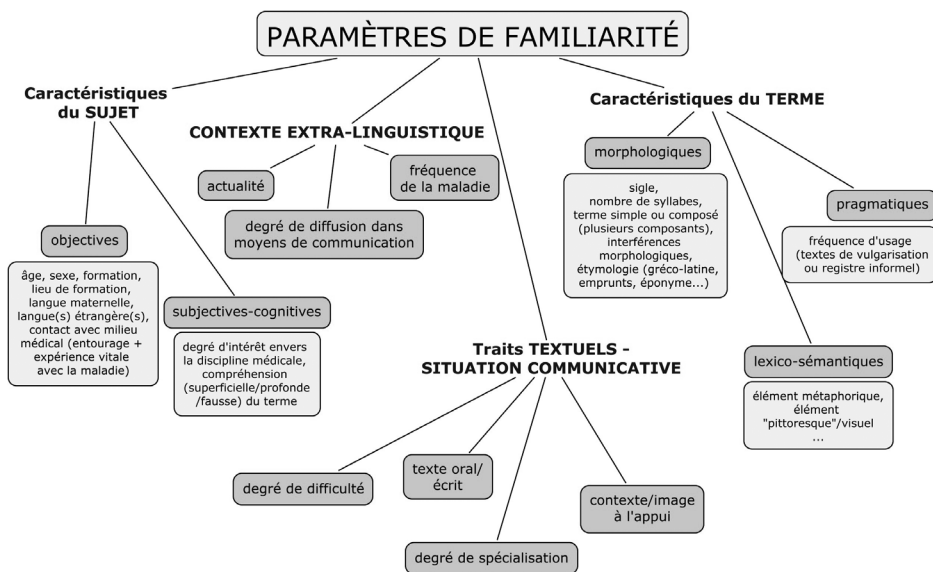 PARAMÈTRES DE FAMILIARITÉ
Caractéristiques
du SUJET
objectives
âge, sexe, formation,
lieu de formation,
langue maternelle,
langue(s) étrangère(s),
contact avec milieu
médical (entourage +
expérience vitale
avec la maladie)
subjectives-cognitives
degré d'intérêt envers
la discipline médicale,
compréhension
(superficielle/profonde
/fausse) du terme
CONTEXTE EXTRA-LINGUISTIQUE
actualité
degré de diffusion dans
moyens de communication
fréquence
de la maladie
Traits TEXTUELS -
SITUATION COMMUNICATIVE
degré de difficulté
texte oral/
écrit
degré de spécialisation
contexte/image
à l'appui
Caractéristiques du TERME
morphologiques
sigle,
nombre de syllabes,
terme simple ou composé
(plusieurs composants),
interférences
morphologiques,
étymologie (gréco-latine,
emprunts, éponyme...)
pragmatiques
fréquence d'usage
(textes de vulgarisation
ou registre informel)
lexico-sémantiques
élément métaphorique,
élément
"pittoresque"/visuel
...